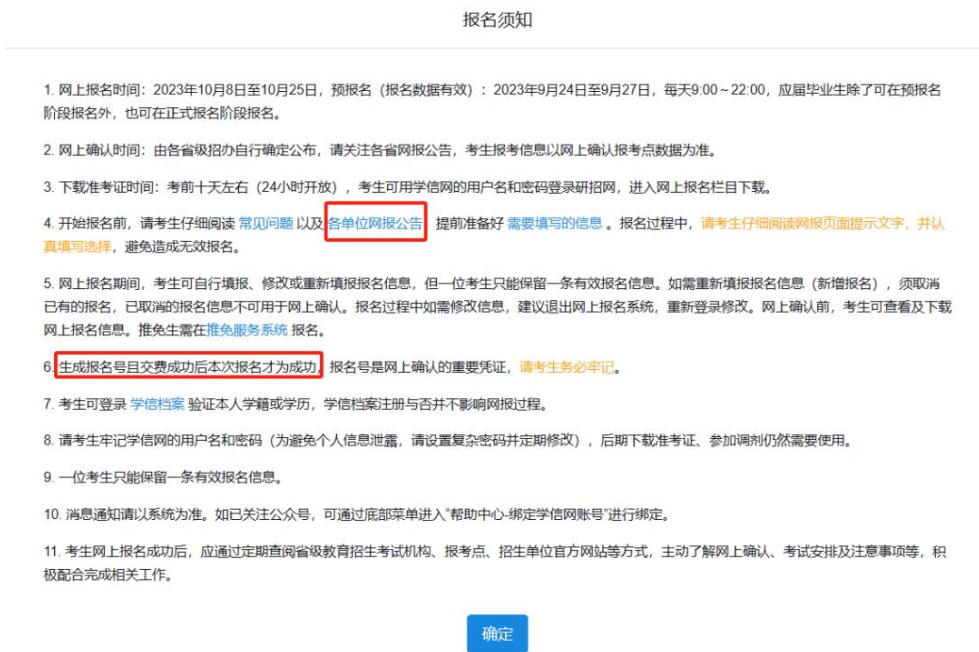 报名须知
1. 网上报名时间：2023年10月8日至10月25日，预报名（报名数据有效）：2023年9月24日至9月27日，每天9:00～22:00，应届毕业生除了可在预报名
阶段报名外，也可在正式报名阶段报名。
2. 网上确认时间：由各省级招办自行确定公布，请关注各省网报公告，考生报考信息以网上确认报考点数据为准。
3. 下载准考证时间：考前十天左右（24小时开放），考生可用学信网的用户名和密码登录研招网，进入网上报名栏目下载。
4. 开始报名前，请考生仔细阅读 常见问题 以及 各单位网报公告 提前准备好 需要填写的信息 。报名过程中，请考生仔细阅读网报页面提示文字，并认
真填写选择，避免造成无效报名。
5. 网上报名期间，考生可自行填报、修改或重新填报报名信息，但一位考生只能保留一条有效报名信息。如需重新填报报名信息（新增报名），须取消
已有的报名，已取消的报名信息不可用于网上确认。报名过程中如需修改信息，建议退出网上报名系统，重新登录修改。网上确认前，考生可查看及下载
网上报名信息。推免生需在推免服务系统 报名。
6. 生成报名号且交费成功后本次报名才为成功，报名号是网上确认的重要凭证，请考生务必牢记。
7. 考生可登录 学信档案 验证本人学籍或学历，学信档案注册与否并不影响网报过程。
8. 请考生牢记学信网的用户名和密码（为避免个人信息泄露，请设置复杂密码并定期修改），后期下载准考证、参加调剂仍然需要使用。
9. 一位考生只能保留一条有效报名信息。
10. 消息通知请以系统为准。如已关注公众号，可通过底部菜单进入"帮助中心-绑定学信网账号"进行绑定。
11. 考生网上报名成功后，应通过定期查阅省级教育招生考试机构、报考点、招生单位官方网站等方式，主动了解网上确认、考试安排及注意事项等，积
极配合完成相关工作。
确定